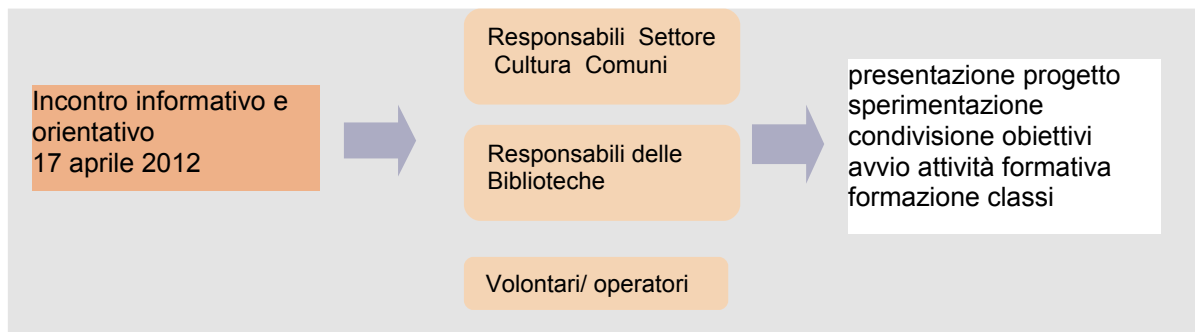 Incontro informativo e
orientativo
17 aprile 2012
Responsabili Settore
Cultura Comuni
Responsabili delle
Biblioteche
Volontari/ operatori
presentazione progetto
sperimentazione
condivisione obiettivi
avvio attività formativa
formazione classi